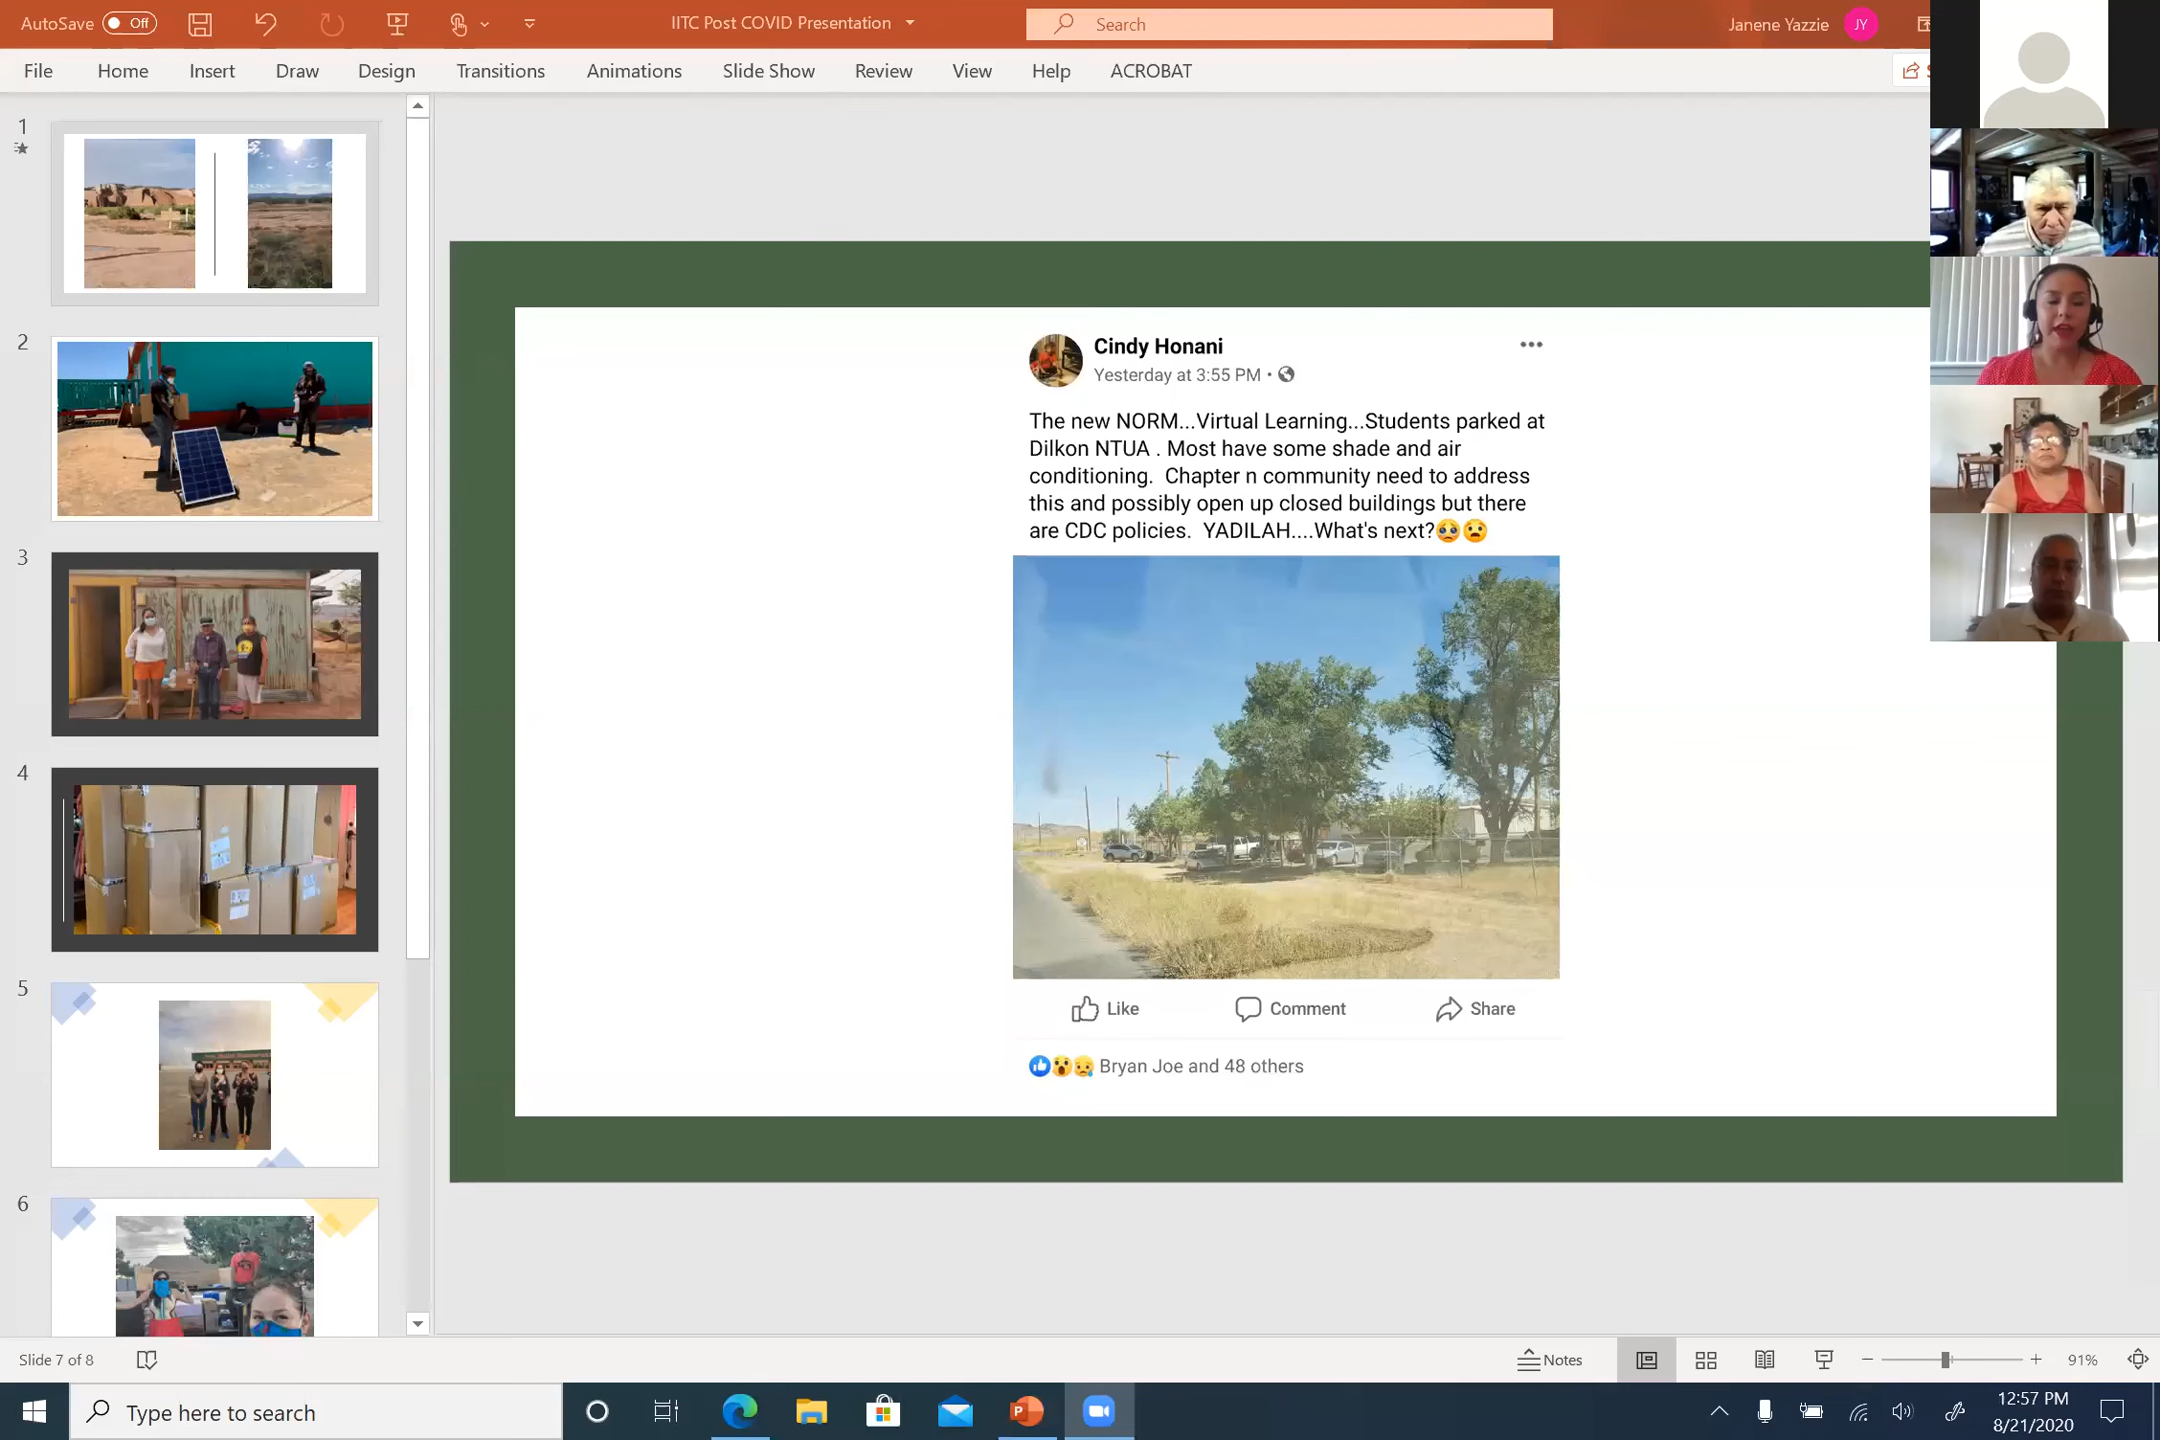 AutoSave Off
IITC Post COVID Presentation
Search
Janene Yazzie JY
File Home Insert Draw Design Transitions Animations Slide Show Review View Help ACROBAT
1
2
3
4
5
6
Cindy Honani
Yesterday at 3:55 PM •
The new NORM...Virtual Learning...Students parked at
Dilkon NTUA . Most have some shade and air
conditioning. Chapter n community need to address
this and possibly open up closed buildings but there
are CDC policies. YADILAH....What's next?🥺😧
Like Comment Share
Bryan Joe and 48 others
Slide 7 of 8
Notes
91%
Type here to search
12:57 PM
8/21/2020